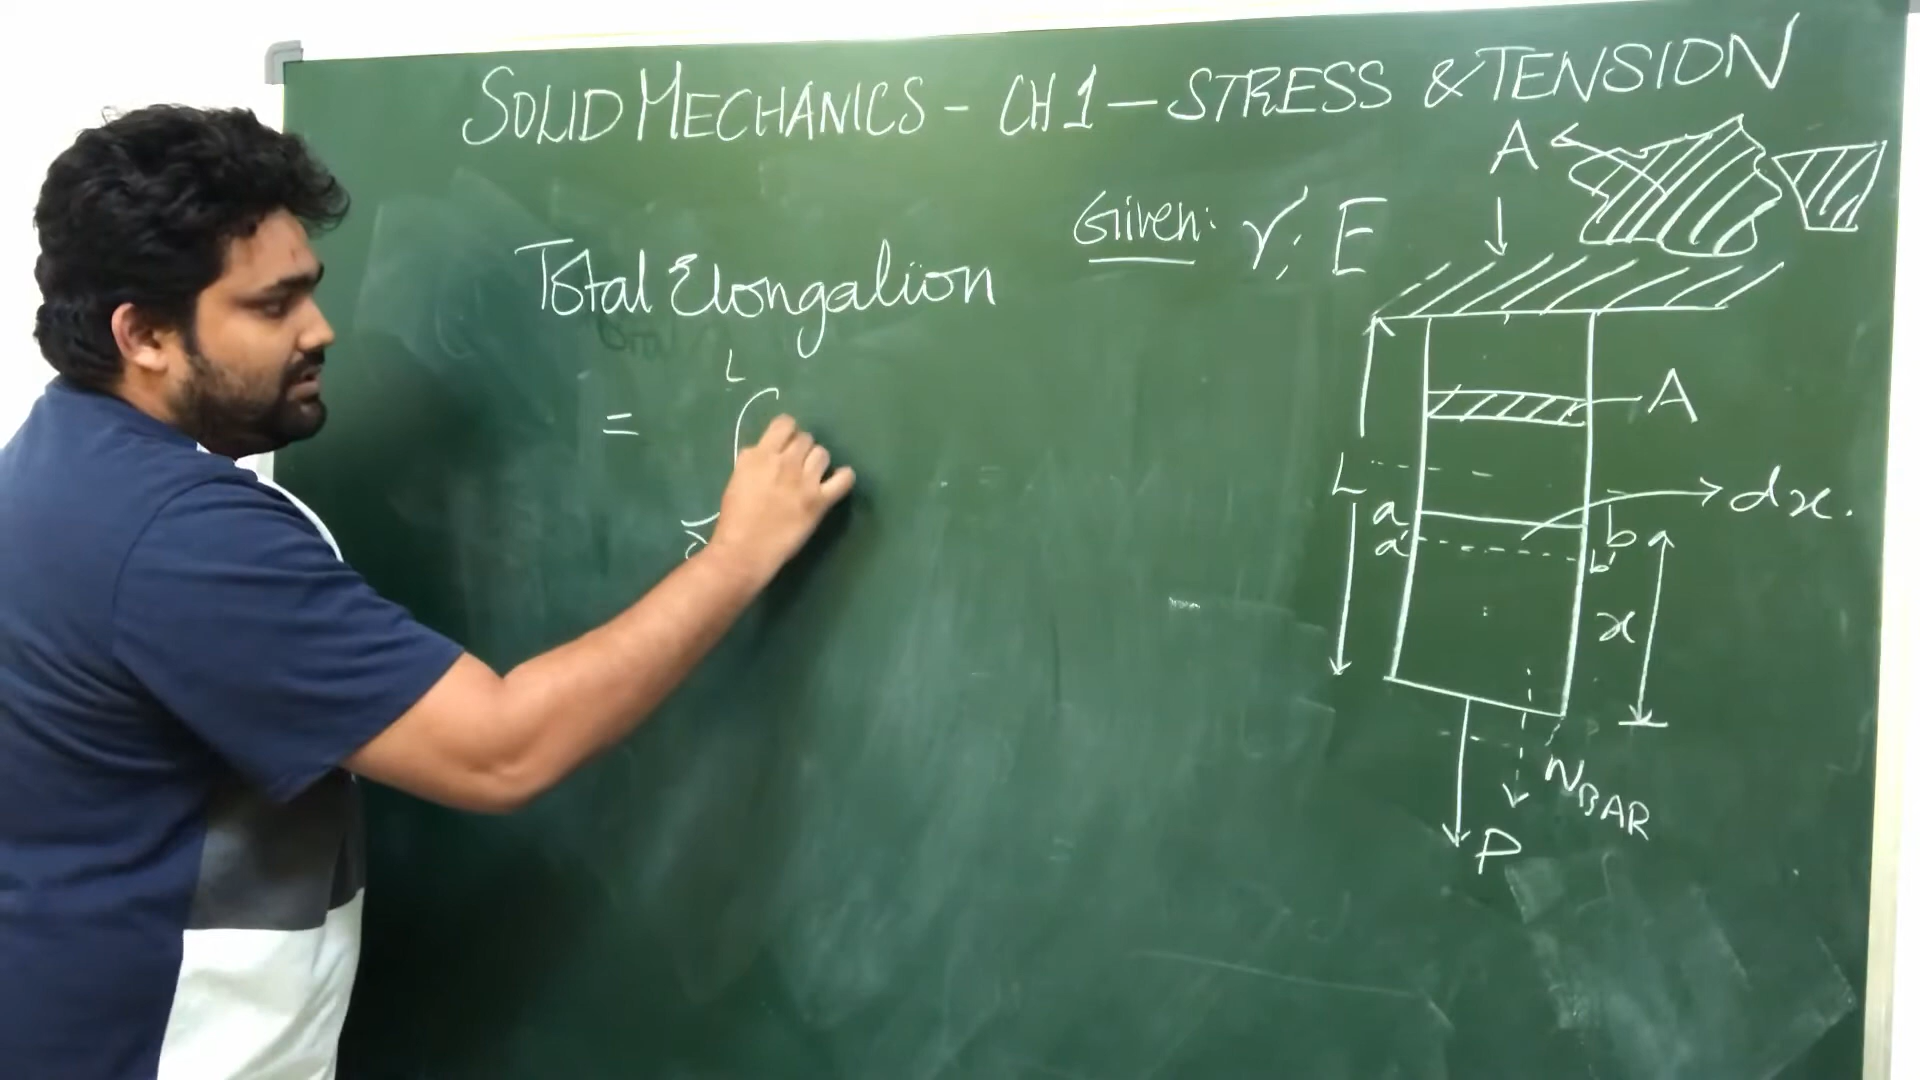 SOLID MECHANICS - CH 1 - STRESS & TENSION
A
Given: γ, E
Total Elongation
L
=
A
L
dx.
a
b
a'
b'
x
WBAR
P